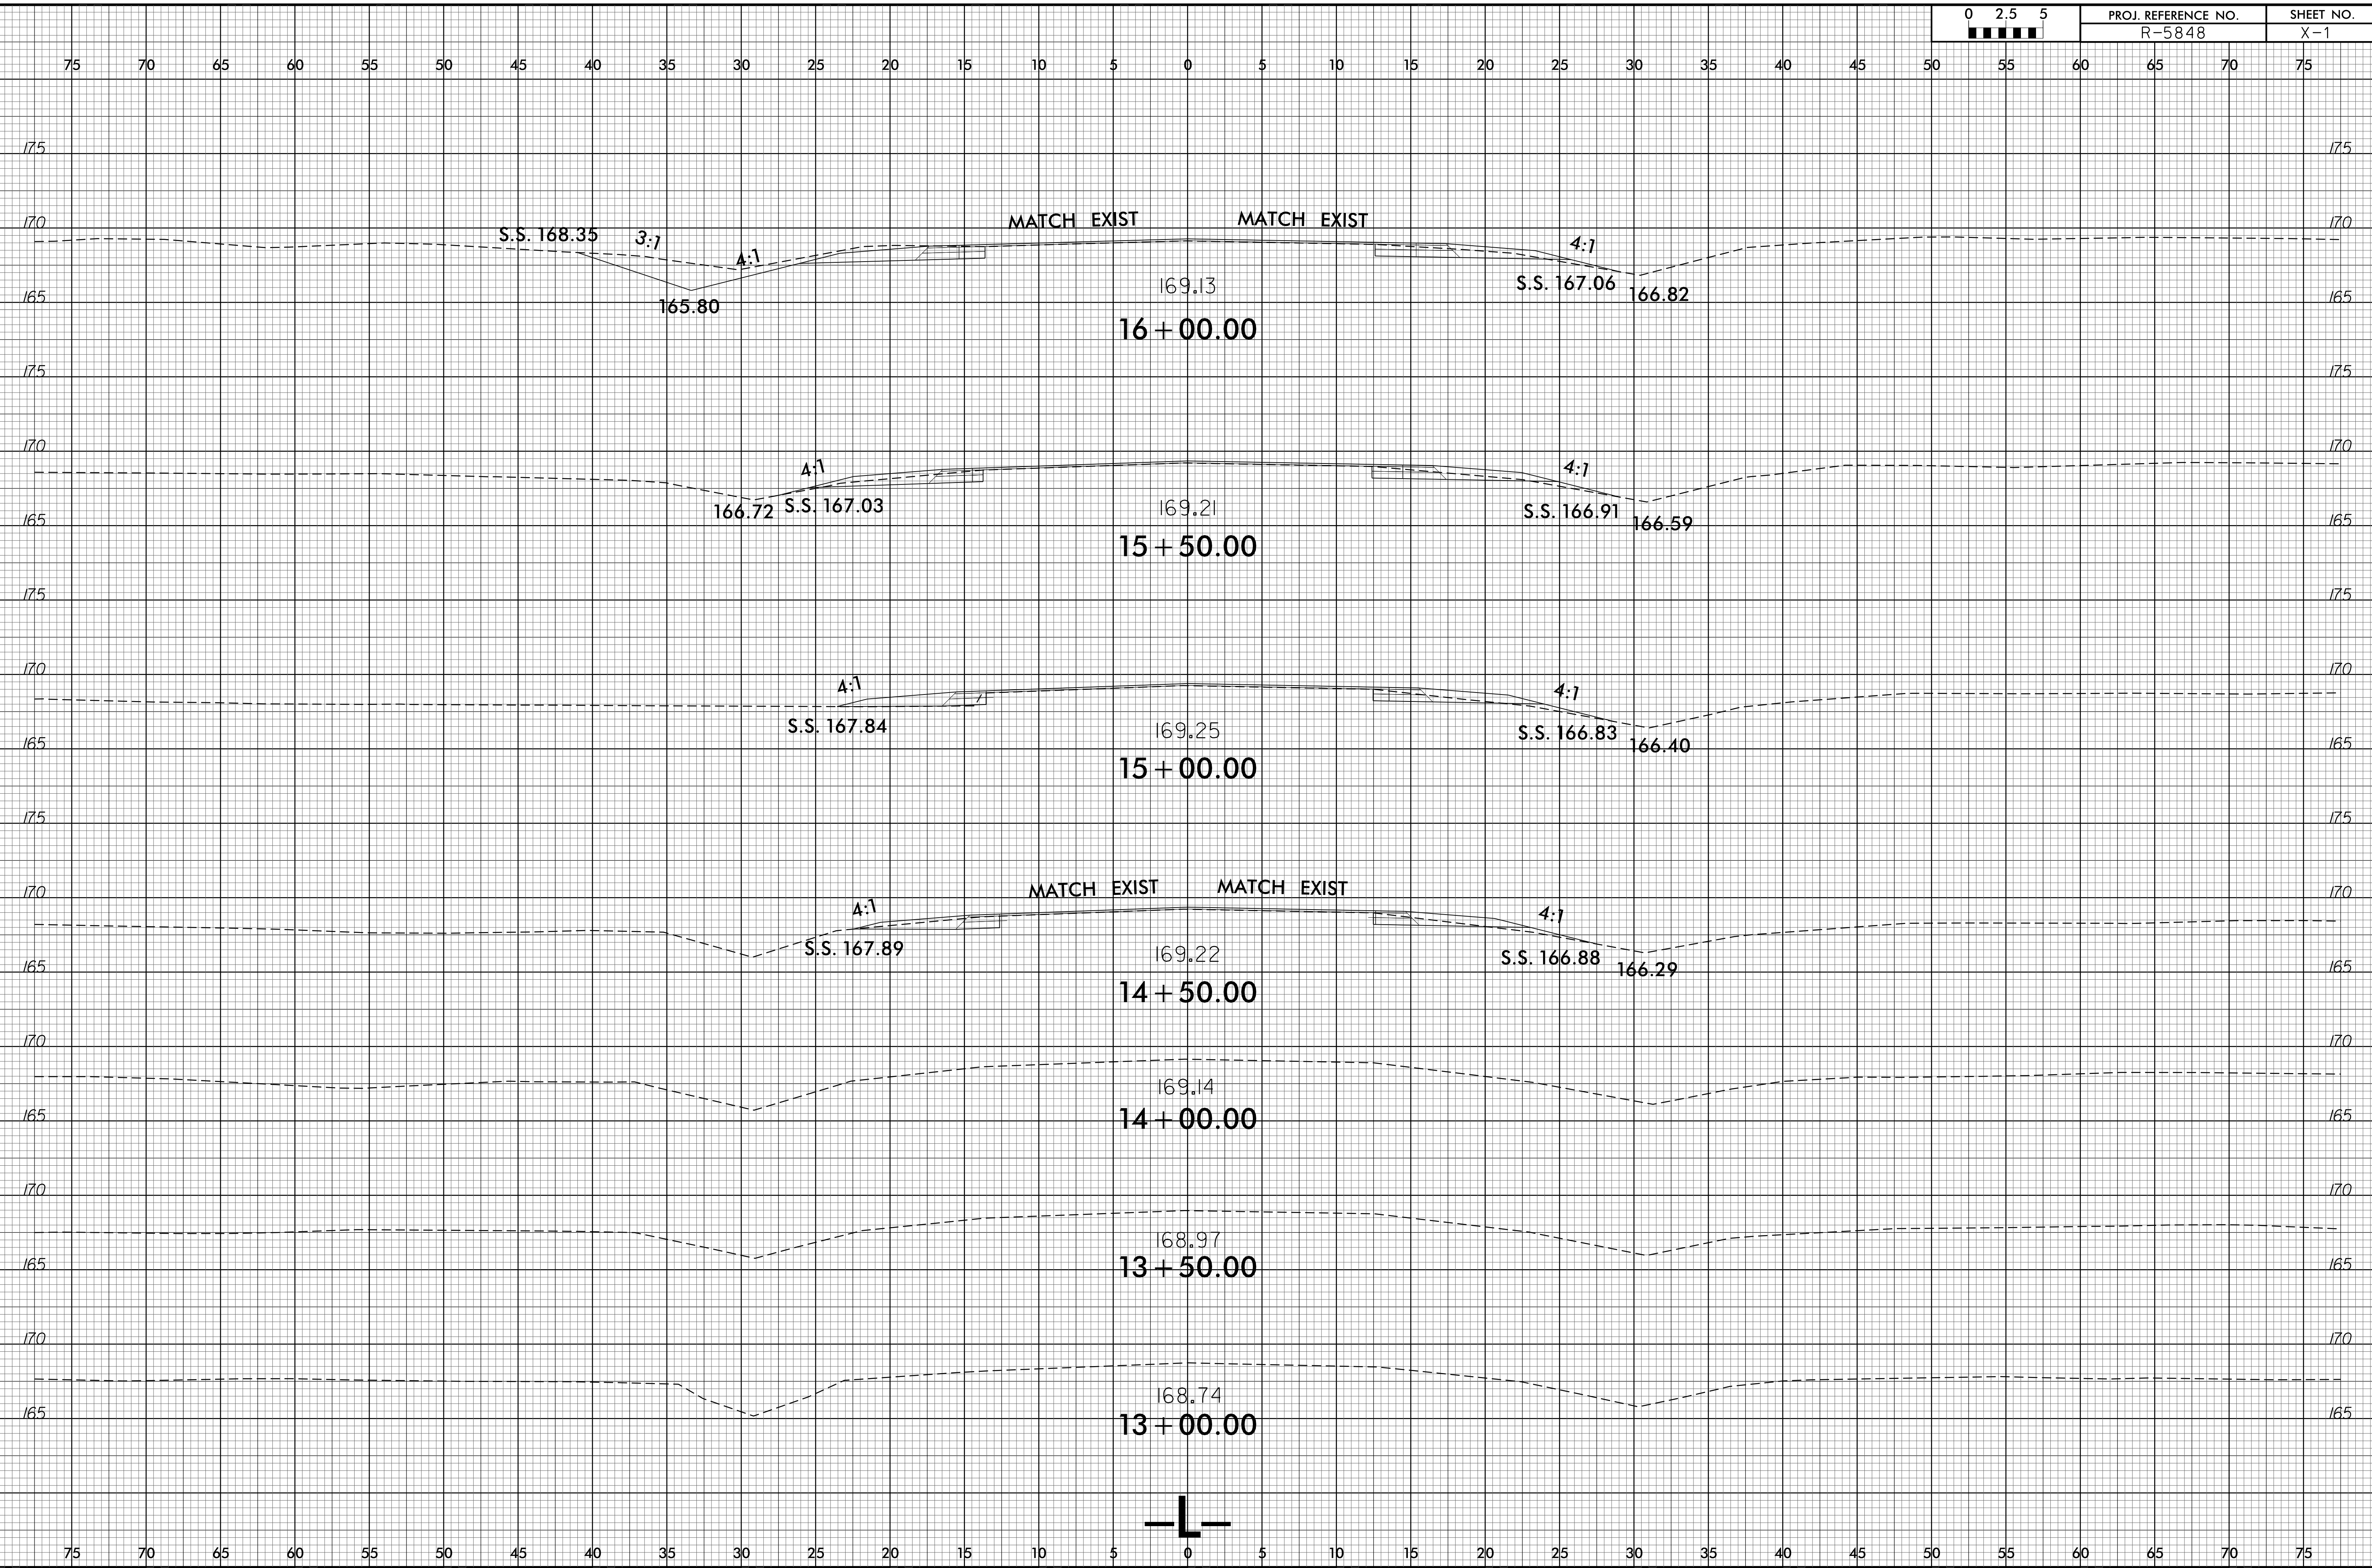 0 2.5 5 PROJ. REFERENCE NO. SHEET NO.
R-5848 X-1
75 70 65 60 55 50 45 40 35 30 25 20 15 10 5 0 5 10 15 20 25 30 35 40 45 50 55 60 65 70 75
175 175
170 MATCH EXIST MATCH EXIST 170
S.S. 168.35 3:1 4:1 4:1
165 165.80 169.13 S.S. 167.06 166.82 165
16+00.00
175 175
170 170
4:1 4:1
166.72 S.S. 167.03 169.21 S.S. 166.91 166.59
165 165
15+50.00
175 175
170 170
4:1 4:1
S.S. 167.84 169.25 S.S. 166.83 166.40
165 165
15+00.00
175 175
170 MATCH EXIST MATCH EXIST 170
4:1 4:1
S.S. 167.89 169.22 S.S. 166.88 166.29
165 165
14+50.00
170 170
169.14
165 14+00.00 165
170 170
168.97
165 13+50.00 165
170 170
168.74
165 165
13+00.00
-L-
75 70 65 60 55 50 45 40 35 30 25 20 15 10 5 0 5 10 15 20 25 30 35 40 45 50 55 60 65 70 75